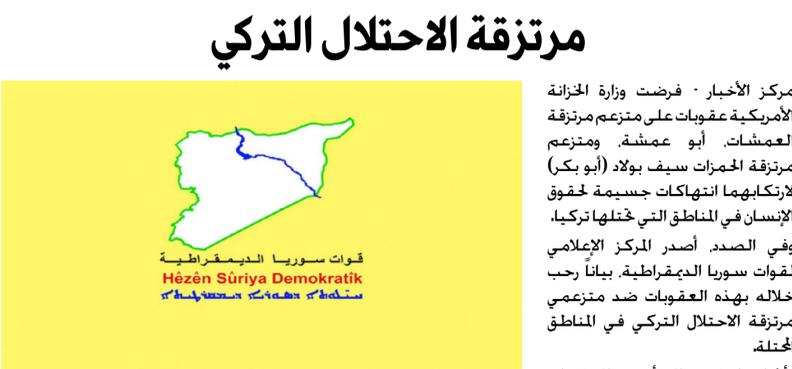 مرتزقة الاحتلال التركي
مركز الأخبار - فرضت وزارة الخزانة
الأمريكية عقوبات على متزعم مرتزقة
العمشات، أبو عمشة، ومتزعم
مرتزقة الحمزات سيف بولاد (أبو بكر)
لارتكابهما انتهاكات جسيمة لحقوق
الإنسان في المناطق التي تحتلها تركيا.
وفي الصدد، أصدر المركز الإعلامي
لقوات سوريا الديمقراطية، بياناً رحب
خلاله بهذه العقوبات ضد متزعمي
مرتزقة الاحتلال التركي في المناطق
المحتلة.
قوات سوريا الديمقراطية
Hêzên Sûriya Demokratîk